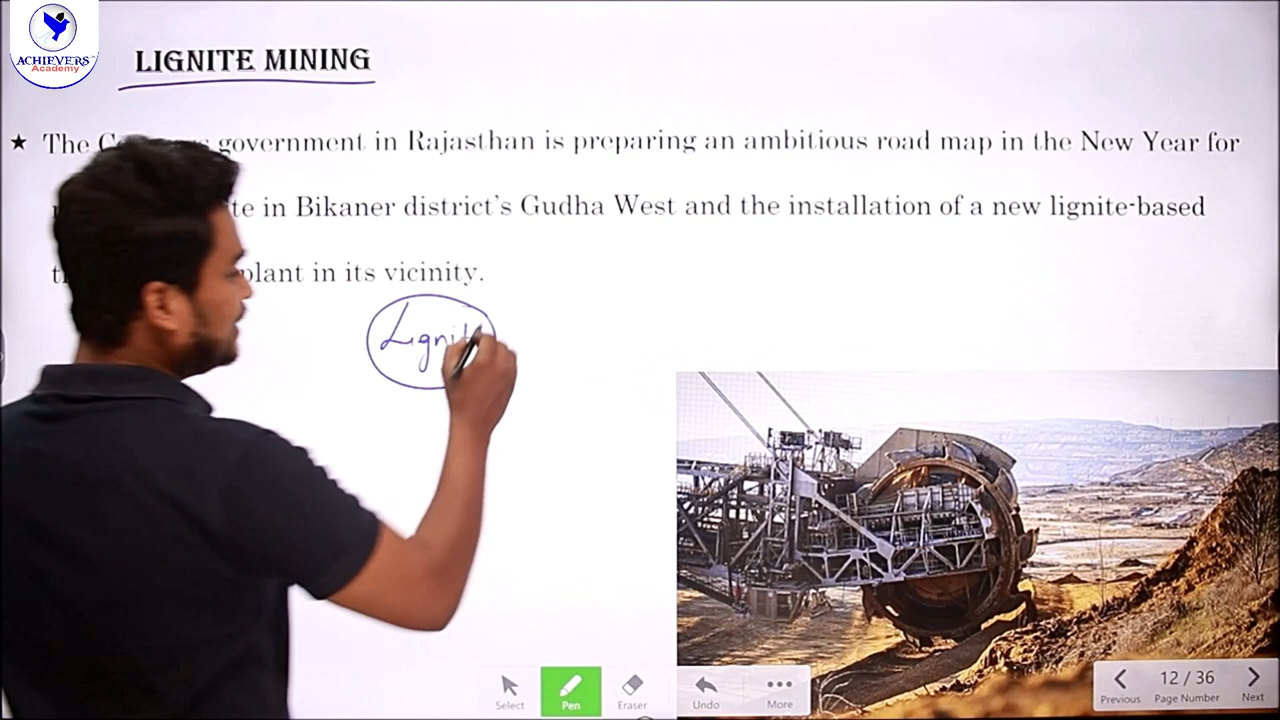 ACHIEVERS
Academy
LIGNITE MINING
★ The government in Rajasthan is preparing an ambitious road map in the New Year for
in Bikaner district's Gudha West and the installation of a new lignite-based
plant in its vicinity.
Lignit
Select
Pen
Eraser
Undo
More
Previous
12 / 36
Page Number
Next